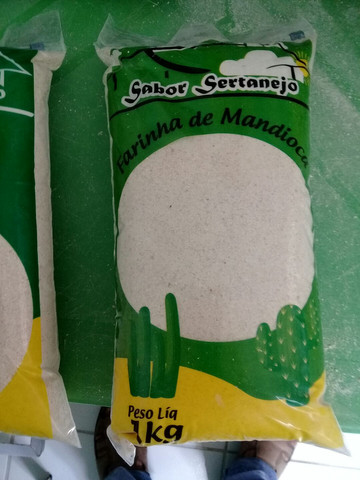 Sabor Sertanejo
Farinha de Mandioca
Peso Líq
1kg